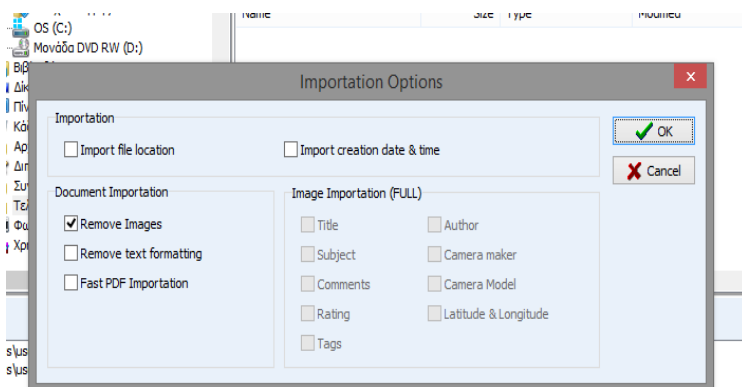 Name Size Type Modified
OS (C:)
Μονάδα DVD RW (D:)
Importation Options
x
Importation
Import file location
Import creation date & time
OK
Cancel
Document Importation
Remove Images
Remove text formatting
Fast PDF Importation
Image Importation (FULL)
Title
Author
Subject
Camera maker
Comments
Camera Model
Rating
Latitude & Longitude
Tags
s\us
s\us